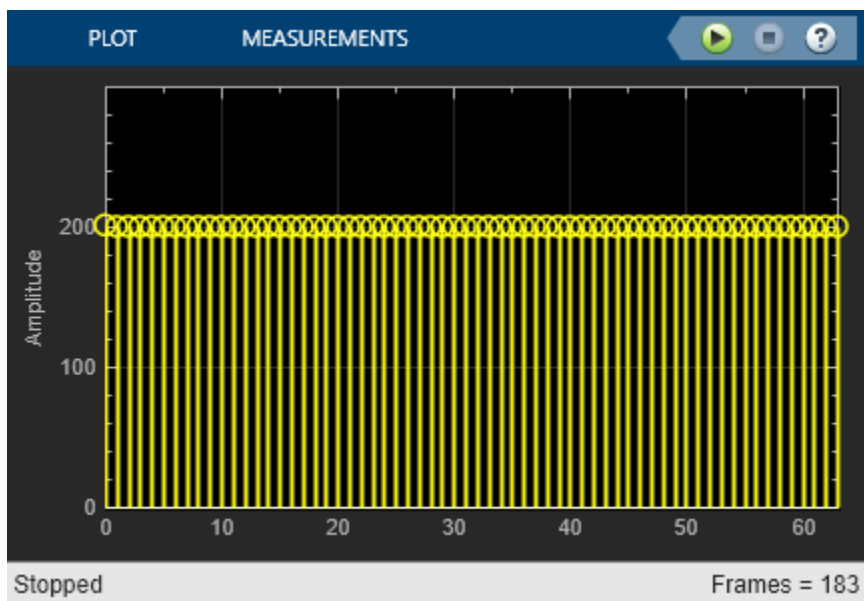 PLOT MEASUREMENTS ?
200
Amplitude
100
0
0 10 20 30 40 50 60
Stopped Frames = 183